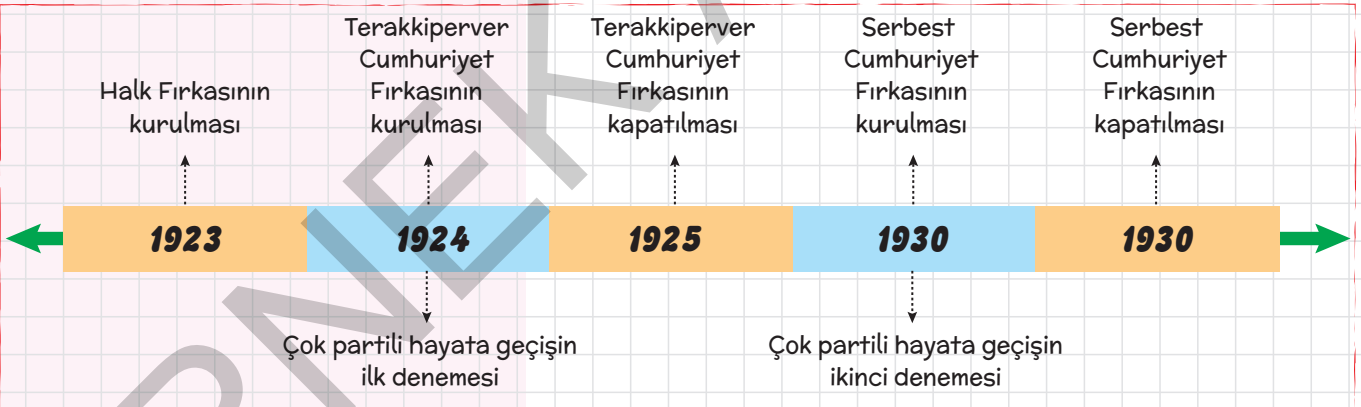 Halk Fırkasının
kurulması
Terakkiperver
Cumhuriyet
Fırkasının
kurulması
Terakkiperver
Cumhuriyet
Fırkasının
kapatılması
Serbest
Cumhuriyet
Fırkasının
kurulması
Serbest
Cumhuriyet
Fırkasının
kapatılması
1923
1924
1925
1930
1930
Çok partili hayata geçişin
ilk denemesi
Çok partili hayata geçişin
ikinci denemesi